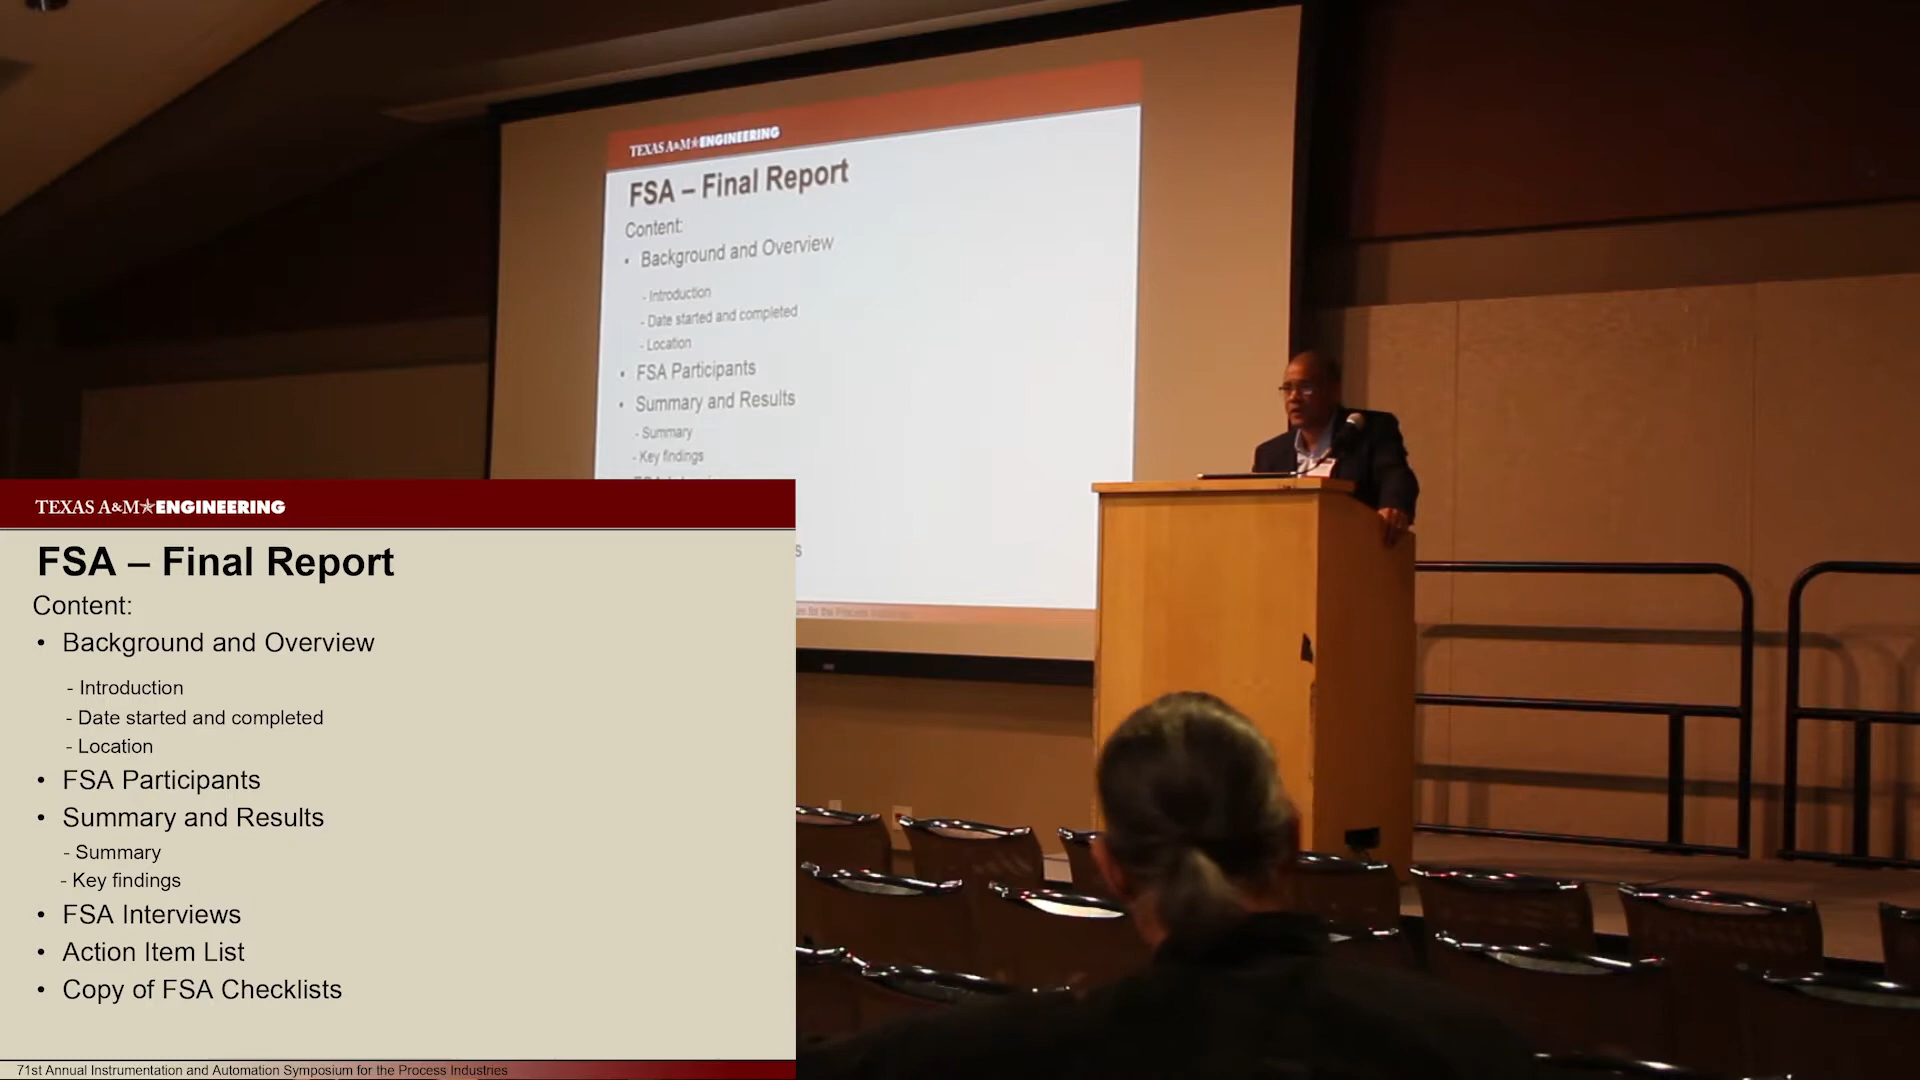 TEXAS A&M★ENGINEERING
FSA – Final Report
Content:
• Background and Overview
- Introduction
- Date started and completed
- Location
• FSA Participants
• Summary and Results
- Summary
- Key findings
TEXAS A&M★ENGINEERING
FSA – Final Report
Content:
• Background and Overview
- Introduction
- Date started and completed
- Location
• FSA Participants
• Summary and Results
- Summary
- Key findings
• FSA Interviews
• Action Item List
• Copy of FSA Checklists
71st Annual Instrumentation and Automation Symposium for the Process Industries